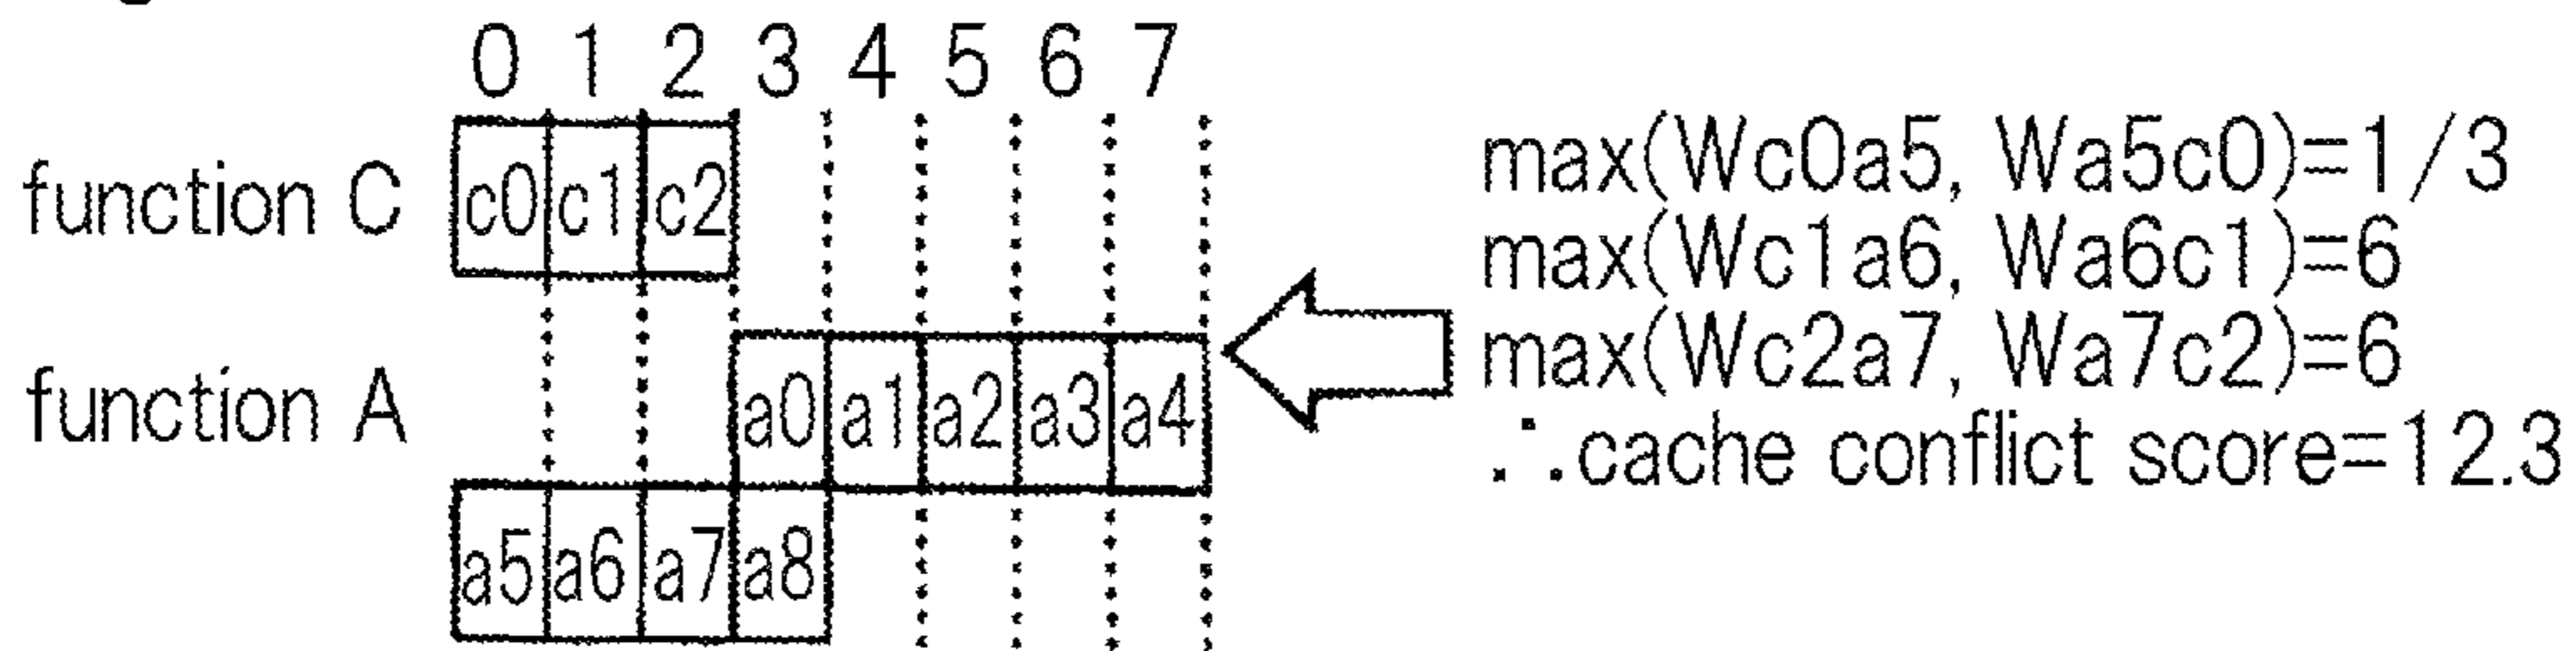 0 1 2 3 4 5 6 7
function C c0 c1 c2
function A a0 a1 a2 a3 a4
a5 a6 a7 a8
max(Wc0a5, Wa5c0)=1/3
max(Wc1a6, Wa6c1)=6
max(Wc2a7, Wa7c2)=6
∴cache conflict score=12.3